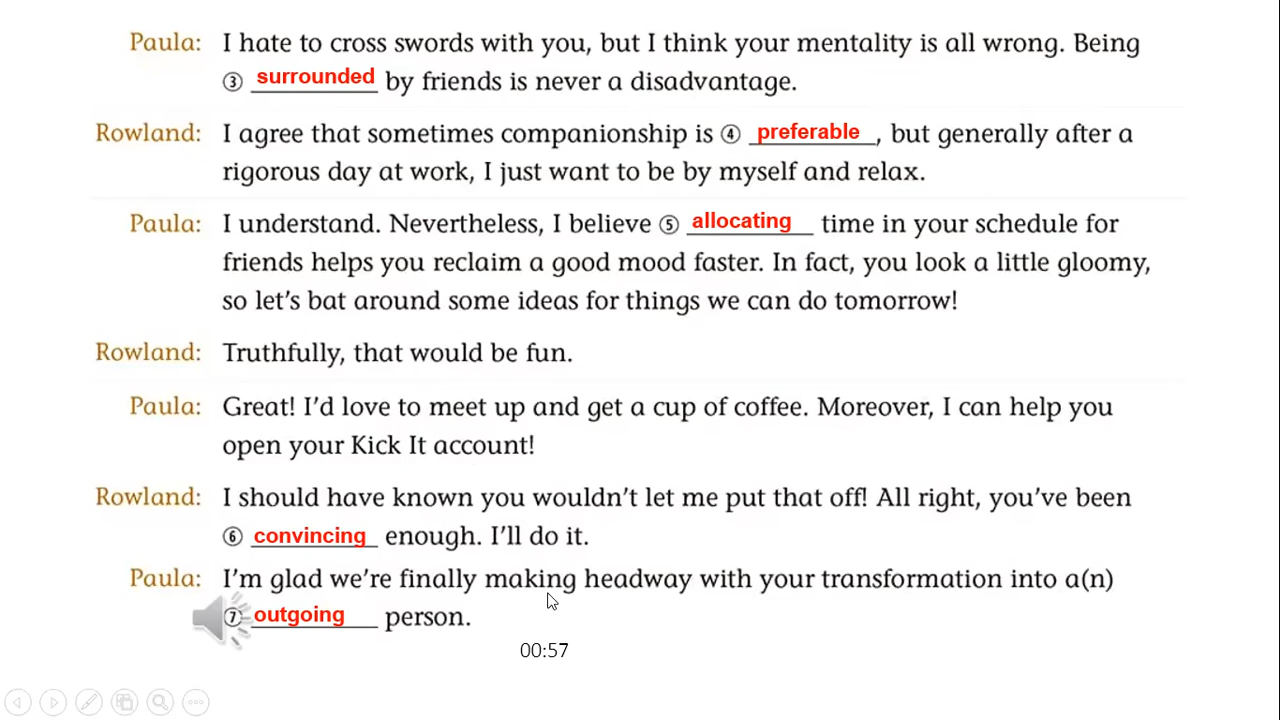 Paula: I hate to cross swords with you, but I think your mentality is all wrong. Being
③ surrounded by friends is never a disadvantage.
Rowland: I agree that sometimes companionship is ④ preferable, but generally after a
rigorous day at work, I just want to be by myself and relax.
Paula: I understand. Nevertheless, I believe ⑤ allocating time in your schedule for
friends helps you reclaim a good mood faster. In fact, you look a little gloomy,
so let's bat around some ideas for things we can do tomorrow!
Rowland: Truthfully, that would be fun.
Paula: Great! I'd love to meet up and get a cup of coffee. Moreover, I can help you
open your Kick It account!
Rowland: I should have known you wouldn't let me put that off! All right, you've been
⑥ convincing enough. I'll do it.
Paula: I'm glad we're finally making headway with your transformation into a(n)
⑦ outgoing person.
00:57